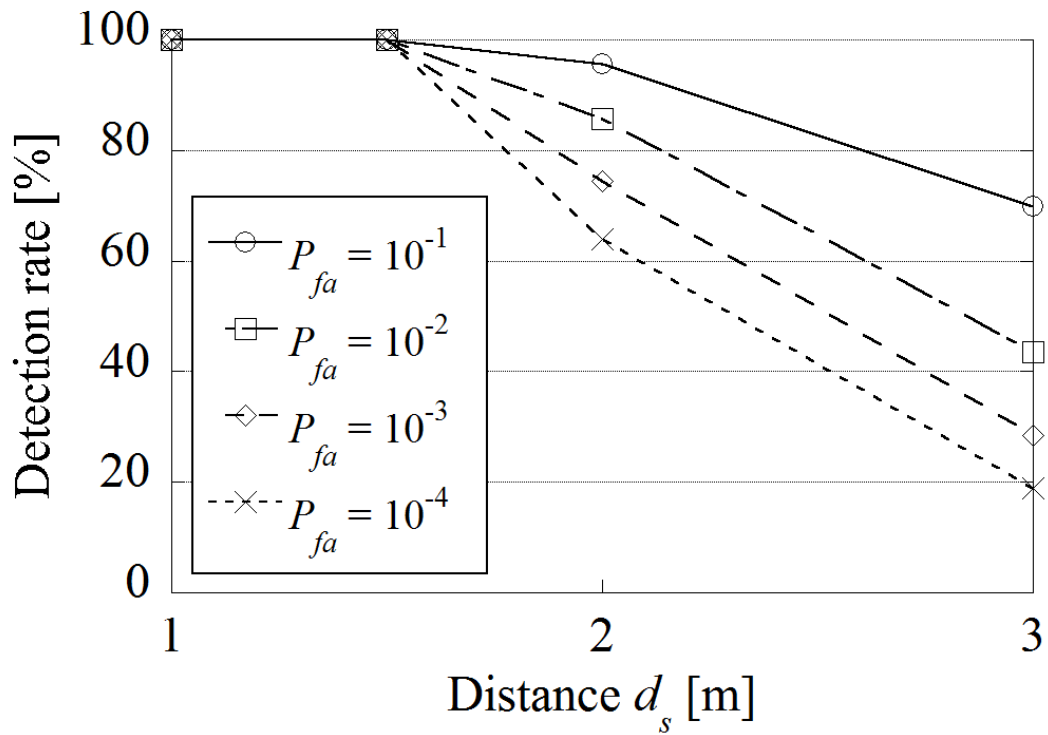 100
80
60
40
20
0
Detection rate [%]
P_fa = 10^-1
P_fa = 10^-2
P_fa = 10^-3
P_fa = 10^-4
1 2 3
Distance d_s [m]